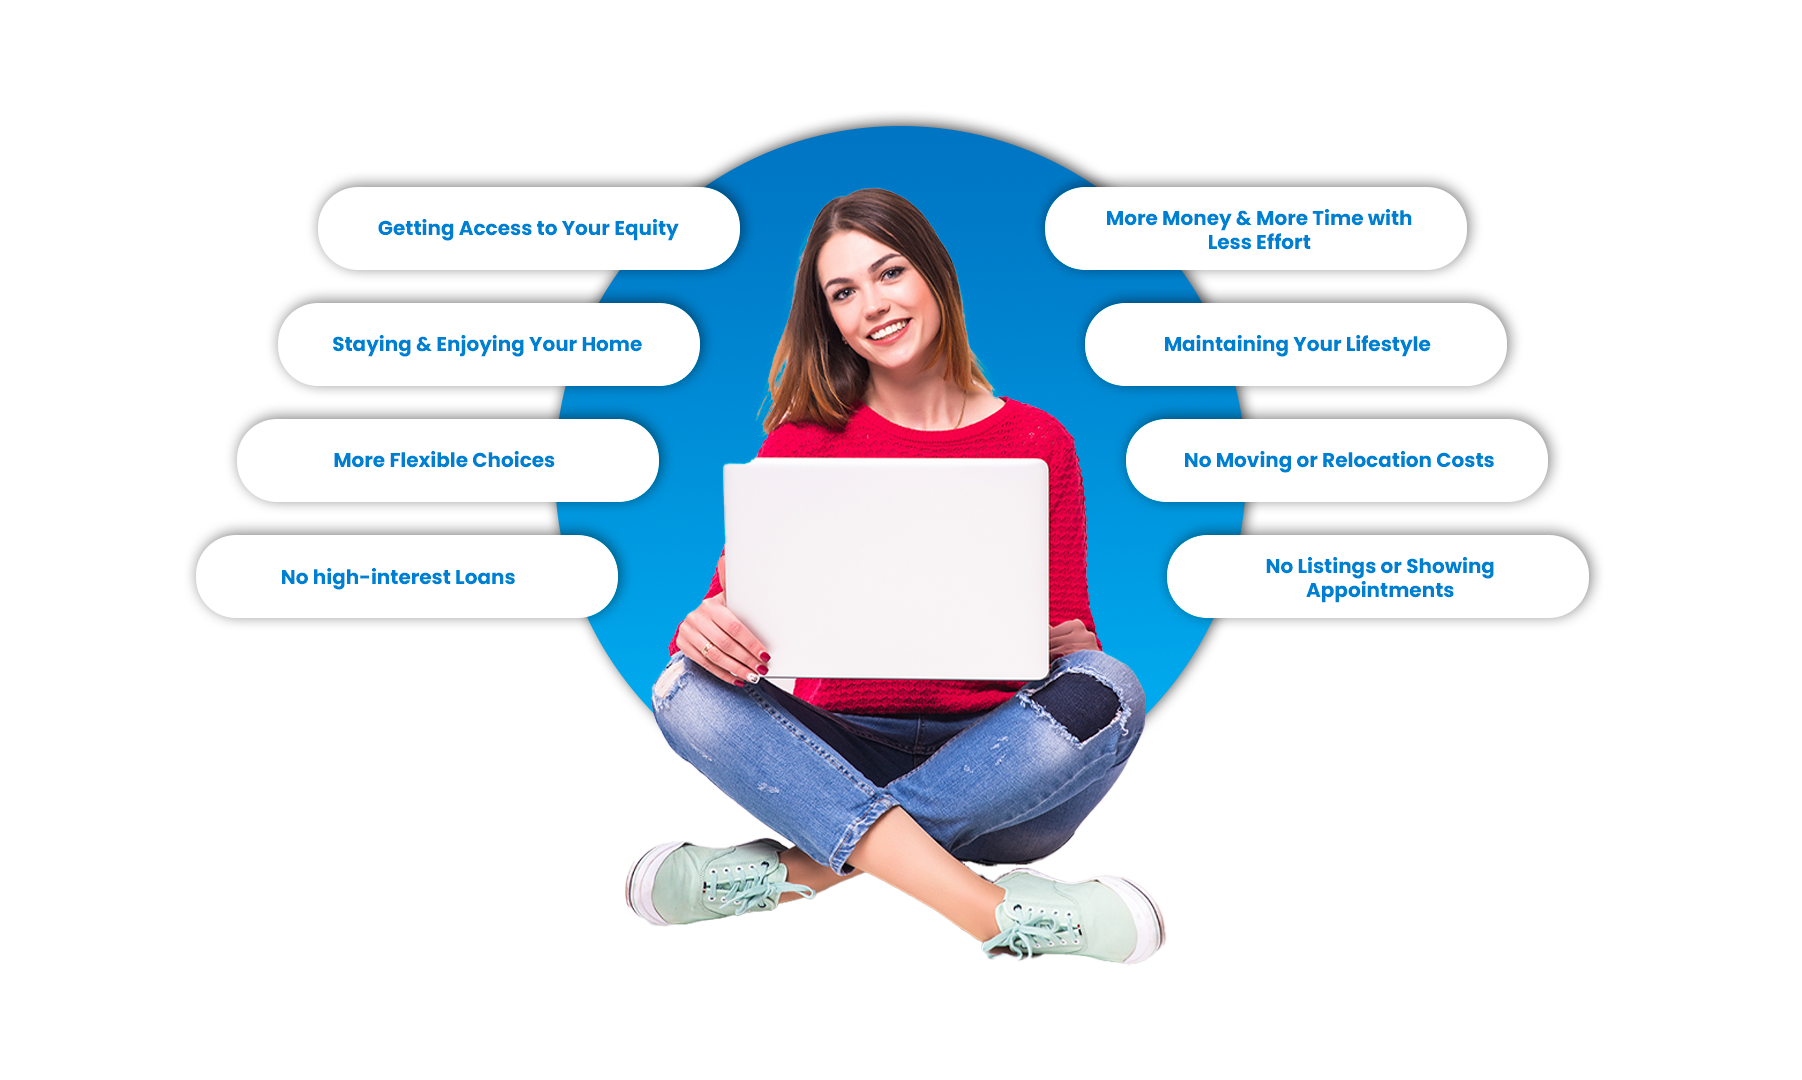 Getting Access to Your Equity
Staying & Enjoying Your Home
More Flexible Choices
No high-interest Loans
More Money & More Time with
Less Effort
Maintaining Your Lifestyle
No Moving or Relocation Costs
No Listings or Showing
Appointments